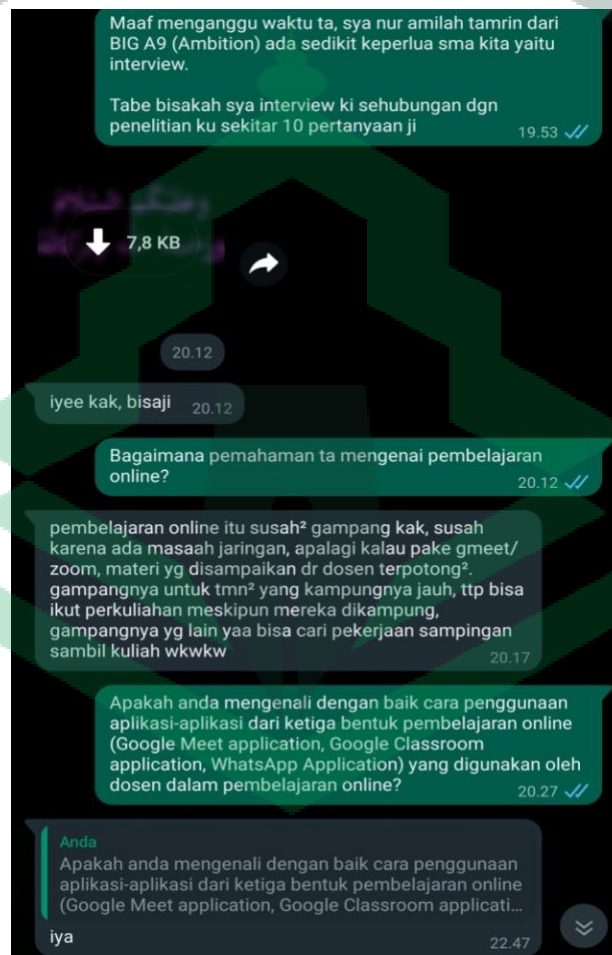 Maaf menganggu waktu ta, sya nur amilah tamrin dari
BIG A9 (Ambition) ada sedikit keperlua sma kita yaitu
interview.
Tabe bisakah sya interview ki sehubungan dgn
penelitian ku sekitar 10 pertanyaan ji
19.53
7,8 KB
20.12
iyee kak, bisaji
20.12
Bagaimana pemahaman ta mengenai pembelajaran
online?
20.12
pembelajaran online itu susah² gampang kak, susah
karena ada masaah jaringan, apalagi kalau pake gmeet/
zoom, materi yg disampaikan dr dosen terpotong².
gampangnya untuk tmn² yang kampungnya jauh, ttp bisa
ikut perkuliahan meskipun mereka dikampung,
gampangnya yg lain yaa bisa cari pekerjaan sampingan
sambil kuliah wkwkw
20.17
Apakah anda mengenali dengan baik cara penggunaan
aplikasi-aplikasi dari ketiga bentuk pembelajaran online
(Google Meet application, Google Classroom
application, WhatsApp Application) yang digunakan oleh
dosen dalam pembelajaran online?
20.27
Anda
Apakah anda mengenali dengan baik cara penggunaan
aplikasi-aplikasi dari ketiga bentuk pembelajaran online
(Google Meet application, Google Classroom applicati...
iya
22.47